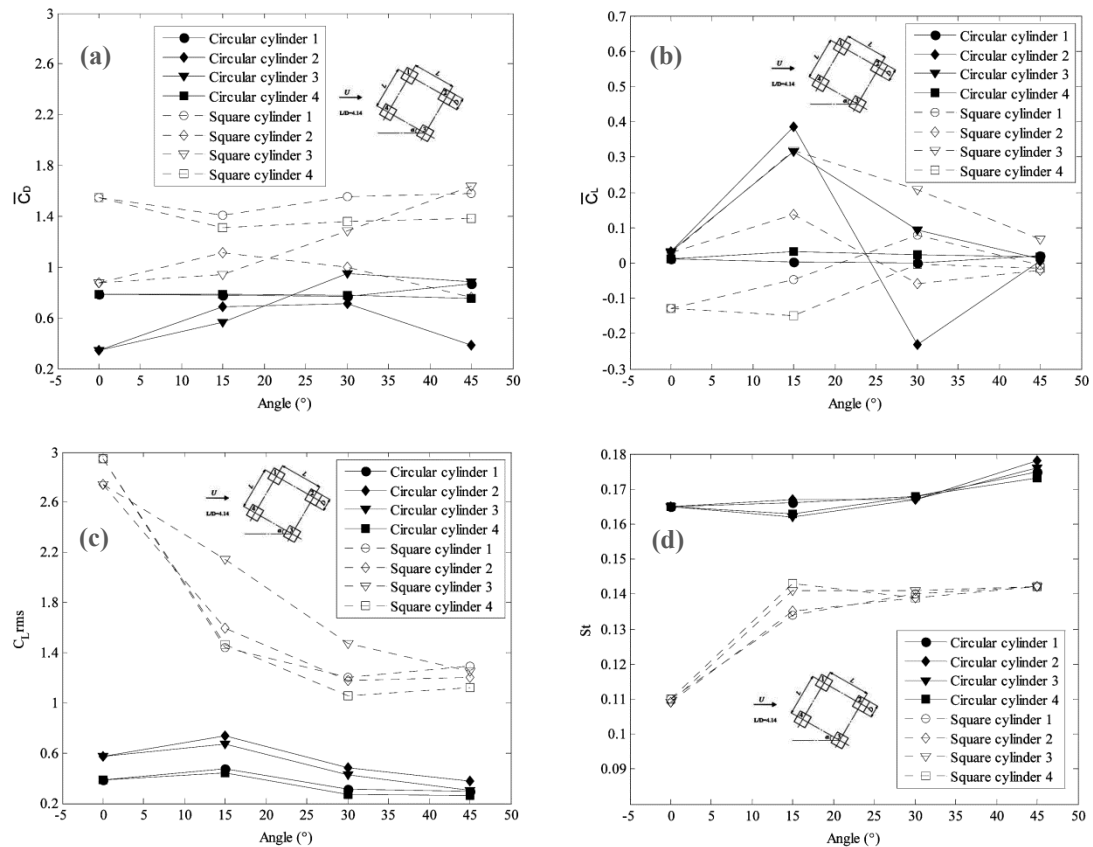 (a)
Circular cylinder 1
Circular cylinder 2
Circular cylinder 3
Circular cylinder 4
Square cylinder 1
Square cylinder 2
Square cylinder 3
Square cylinder 4
U
L/D=4.14
L
L
D
α
3
2.6
2.2
1.8
1.4
1
0.6
0.2
C̅D
-5 0 5 10 15 20 25 30 35 40 45 50
Angle (°)
(b)
Circular cylinder 1
Circular cylinder 2
Circular cylinder 3
Circular cylinder 4
Square cylinder 1
Square cylinder 2
Square cylinder 3
Square cylinder 4
U
L/D=4.14
L
L
D
α
0.7
0.6
0.5
0.4
0.3
0.2
0.1
0
-0.1
-0.2
-0.3
C̅L
-5 0 5 10 15 20 25 30 35 40 45 50
Angle (°)
(c)
Circular cylinder 1
Circular cylinder 2
Circular cylinder 3
Circular cylinder 4
Square cylinder 1
Square cylinder 2
Square cylinder 3
Square cylinder 4
U
L/D=4.14
L
L
D
α
3
2.6
2.2
1.8
1.4
1
0.6
0.2
CL rms
-5 0 5 10 15 20 25 30 35 40 45 50
Angle (°)
(d)
Circular cylinder 1
Circular cylinder 2
Circular cylinder 3
Circular cylinder 4
Square cylinder 1
Square cylinder 2
Square cylinder 3
Square cylinder 4
U
L/D=4.14
L
L
D
α
0.18
0.17
0.16
0.15
0.14
0.13
0.12
0.11
0.1
0.09
St
-5 0 5 10 15 20 25 30 35 40 45 50
Angle (°)